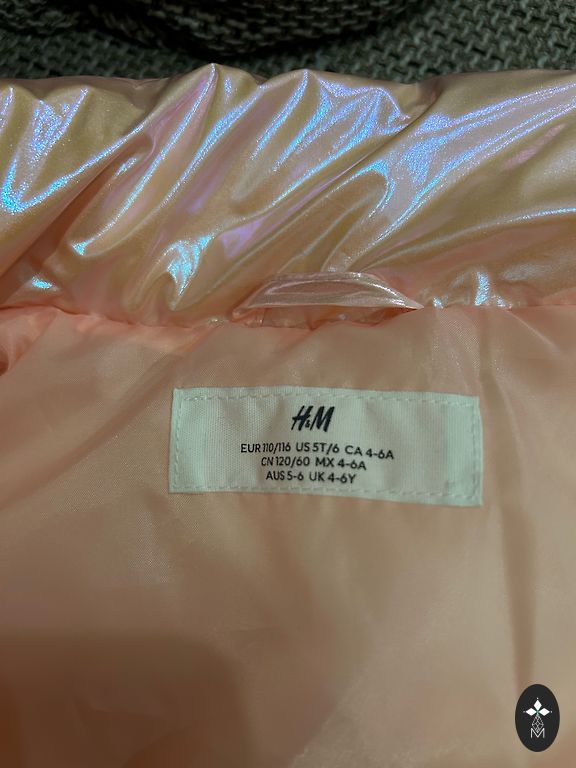 H&M
EUR 110/116 US 5T/6 CA 4-6A
CN 120/60 MX 4-6A
AUS 5-6 UK 4-6Y
M